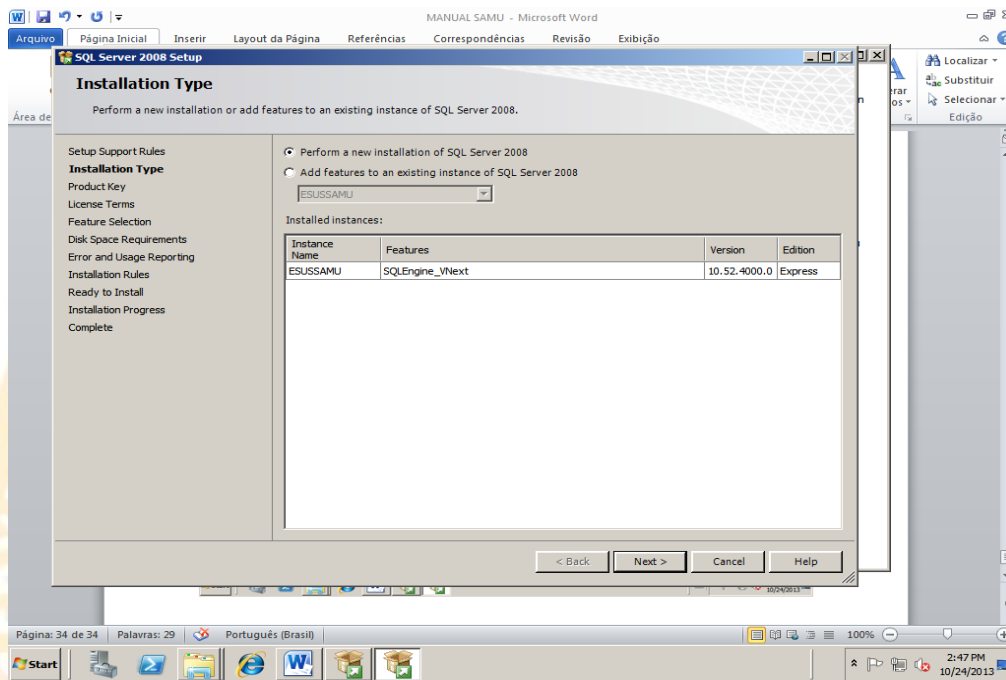 MANUAL SAMU - Microsoft Word
Arquivo Página Inicial Inserir Layout da Página Referências Correspondências Revisão Exibição
SQL Server 2008 Setup
Localizar
Substituir
Selecionar
Edição
Área de
Installation Type
Perform a new installation or add features to an existing instance of SQL Server 2008.
Setup Support Rules
Installation Type
Product Key
License Terms
Feature Selection
Disk Space Requirements
Error and Usage Reporting
Installation Rules
Ready to Install
Installation Progress
Complete
Perform a new installation of SQL Server 2008
Add features to an existing instance of SQL Server 2008
ESUSSAMU
Installed instances:
Instance Name Features Version Edition
ESUSSAMU SQLEngine_VNext 10.52.4000.0 Express
< Back Next > Cancel Help
10/24/2013
Página: 34 de 34 Palavras: 29 Português (Brasil) 100%
Start
2:47 PM
10/24/2013